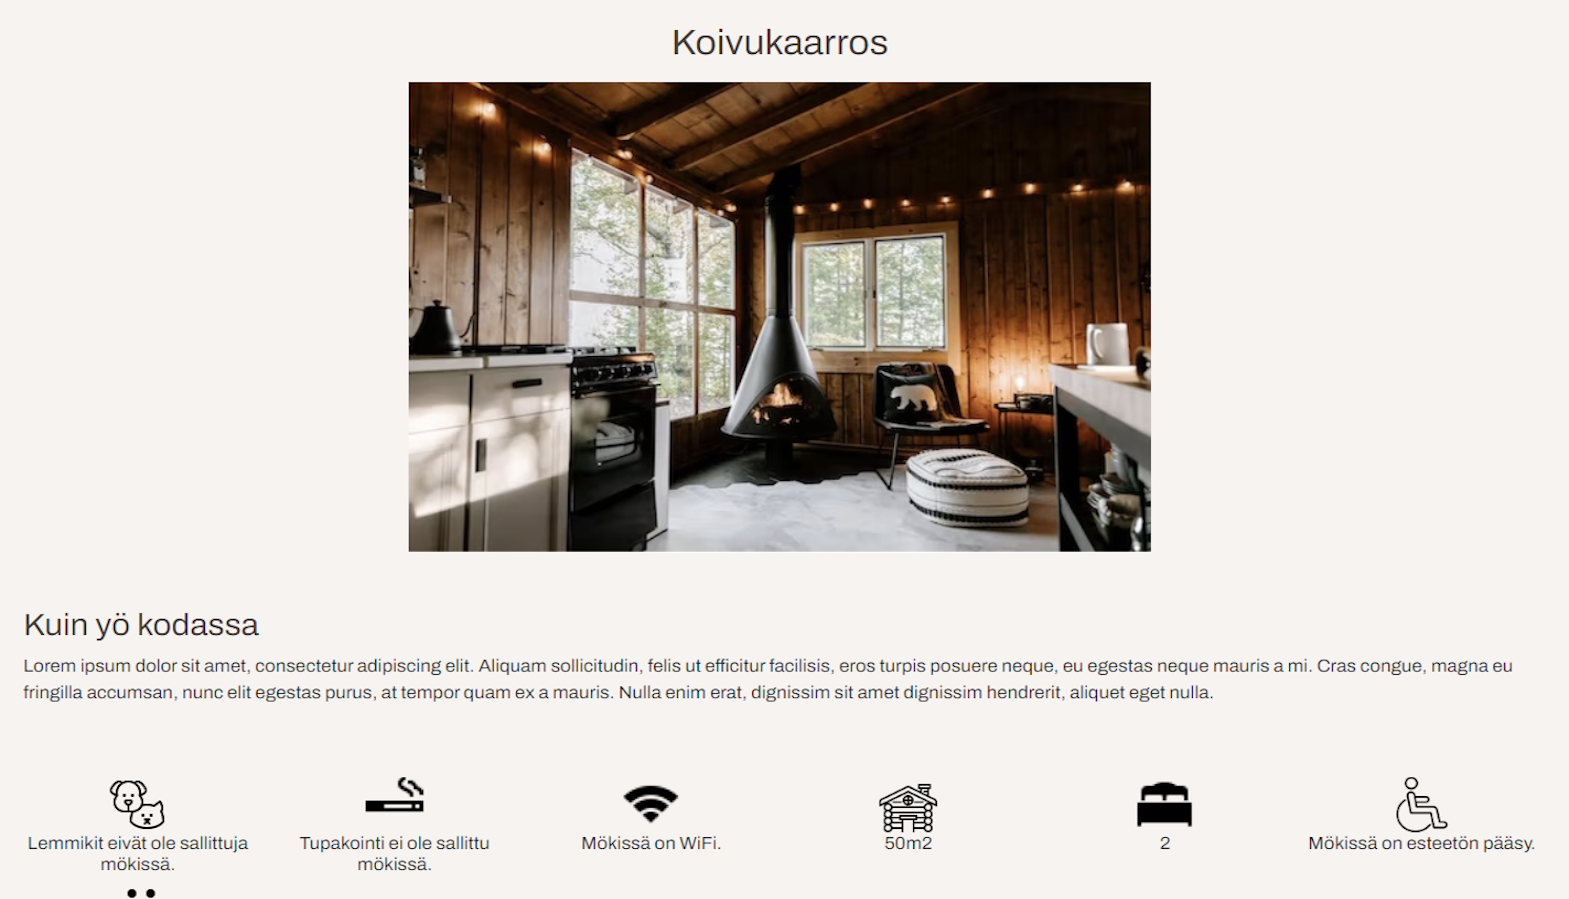 Koivukaarros
Kuin yö kodassa
Lorem ipsum dolor sit amet, consectetur adipiscing elit. Aliquam sollicitudin, felis ut efficitur facilisis, eros turpis posuere neque, eu egestas neque mauris a mi. Cras congue, magna eu
fringilla accumsan, nunc elit egestas purus, at tempor quam ex a mauris. Nulla enim erat, dignissim sit amet dignissim hendrerit, aliquet eget nulla.
Lemmikit eivät ole sallittuja
mökissä.
Tupakointi ei ole sallittu
mökissä.
Mökissä on WiFi.
50m2
2
Mökissä on esteetön pääsy.